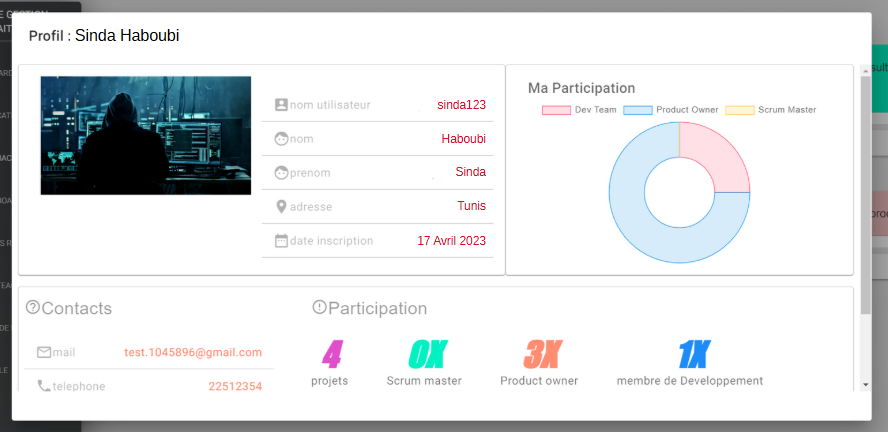 E GESTION
AIT
Profil : Sinda Haboubi
nom utilisateur sinda123
nom Haboubi
prenom Sinda
adresse Tunis
date inscription 17 Avril 2023
Ma Participation
Dev Team Product Owner Scrum Master
Contacts
mail test.1045896@gmail.com
telephone 22512354
Participation
4 0X 3X 1X
projets Scrum master Product owner membre de Developpement